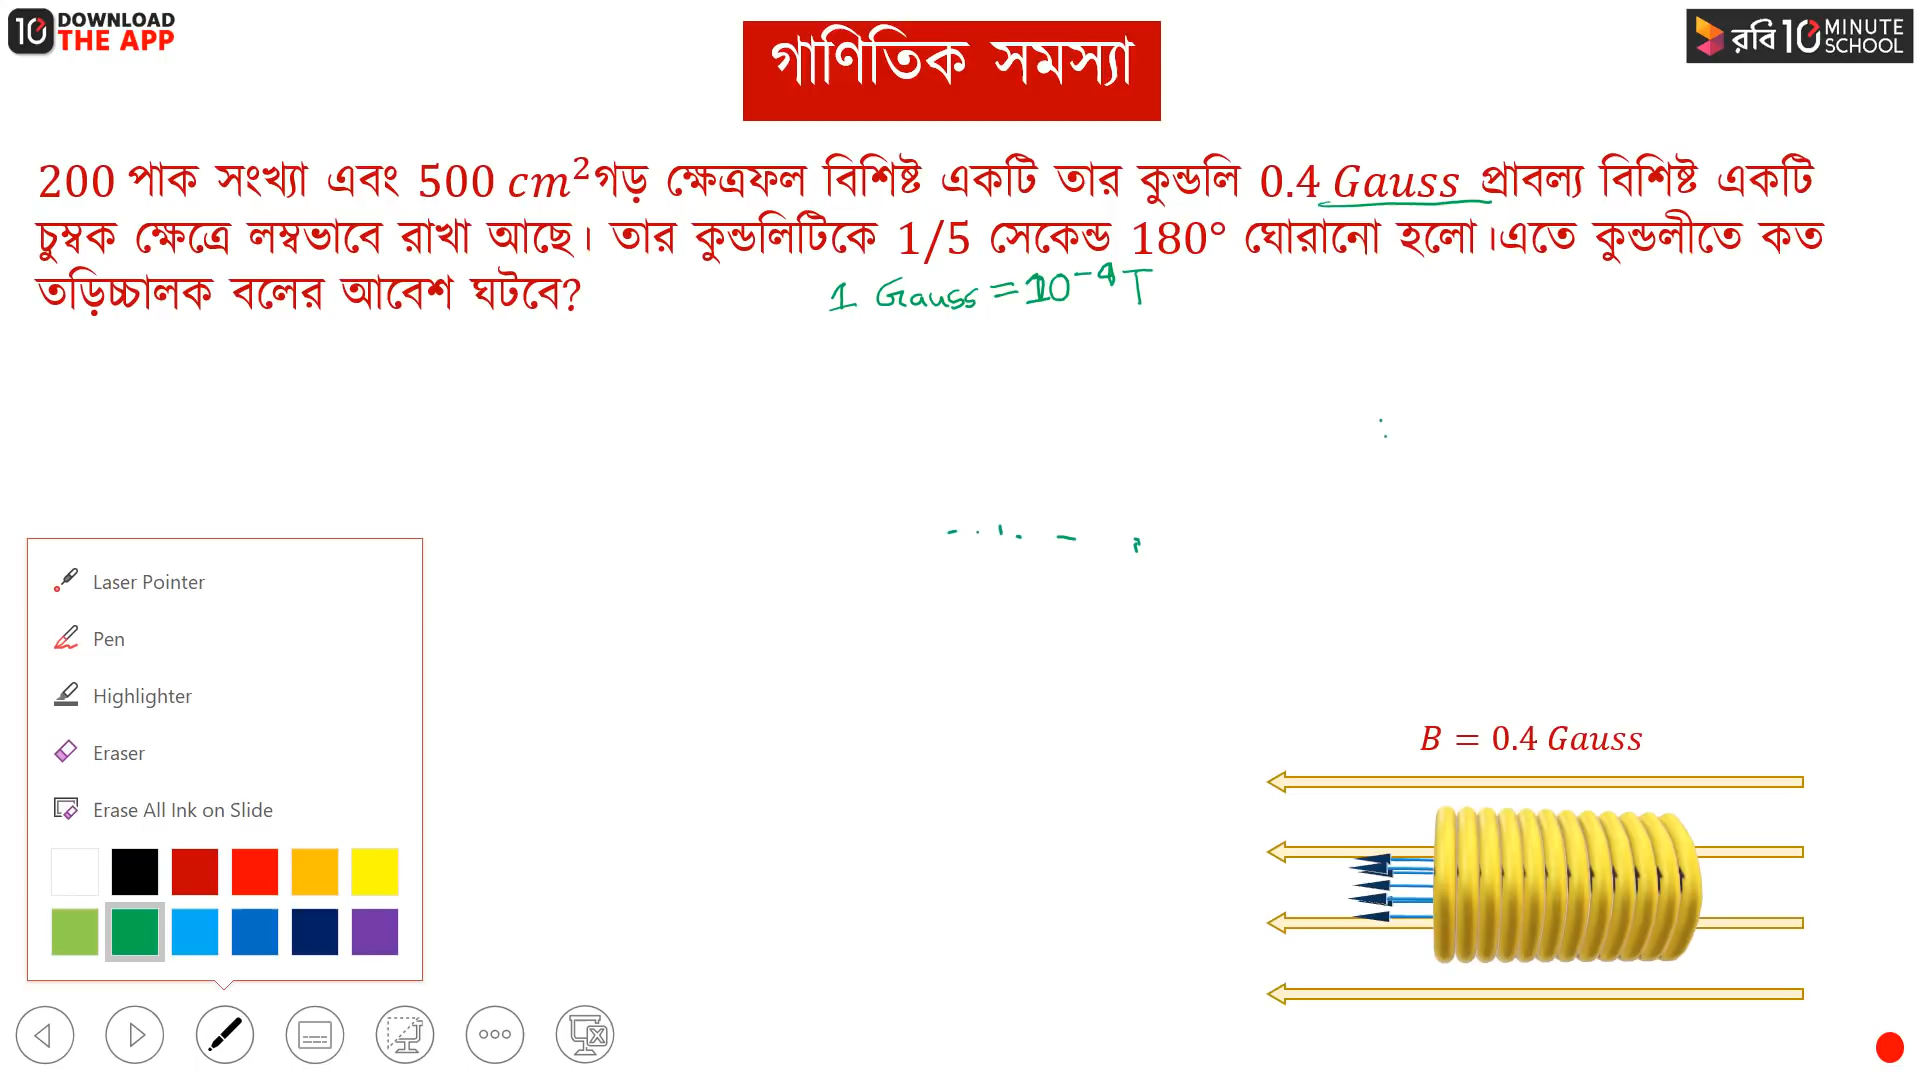 DOWNLOAD
THE APP
গাণিতিক সমস্যা
রবি 10 MINUTE SCHOOL
200 পাক সংখ্যা এবং 500 cm² গড় ক্ষেত্রফল বিশিষ্ট একটি তার কুন্ডলি 0.4 Gauss প্রাবল্য বিশিষ্ট একটি
চুম্বক ক্ষেত্রে লম্বভাবে রাখা আছে। তার কুন্ডলিটিকে 1/5 সেকেন্ড 180° ঘোরানো হলো।এতে কুন্ডলীতে কত
তড়িচ্চালক বলের আবেশ ঘটবে?
1 Gauss = 10⁻⁴ T
Laser Pointer
Pen
Highlighter
Eraser
Erase All Ink on Slide
B = 0.4 Gauss